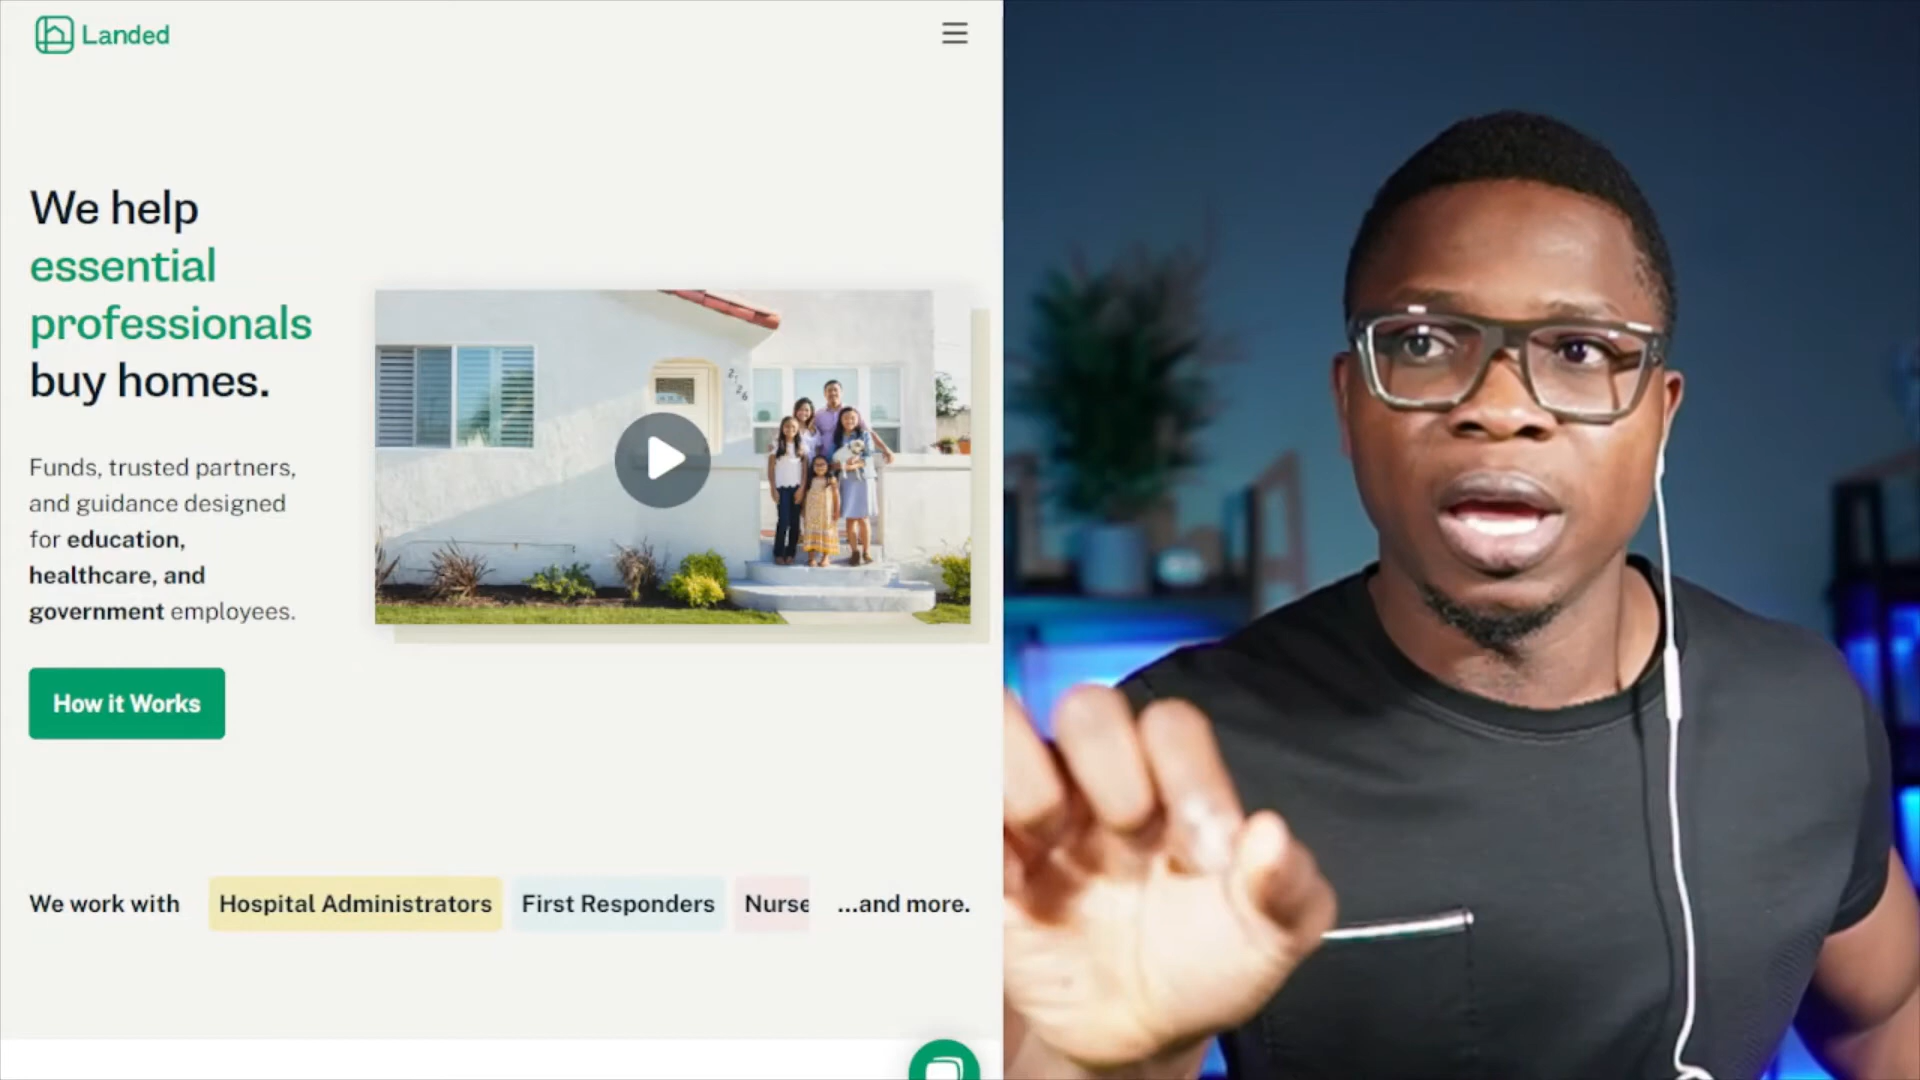 Landed
We help
essential
professionals
buy homes.
Funds, trusted partners,
and guidance designed
for education,
healthcare, and
government employees.
2126
How it Works
We work with Hospital Administrators First Responders Nurse ...and more.